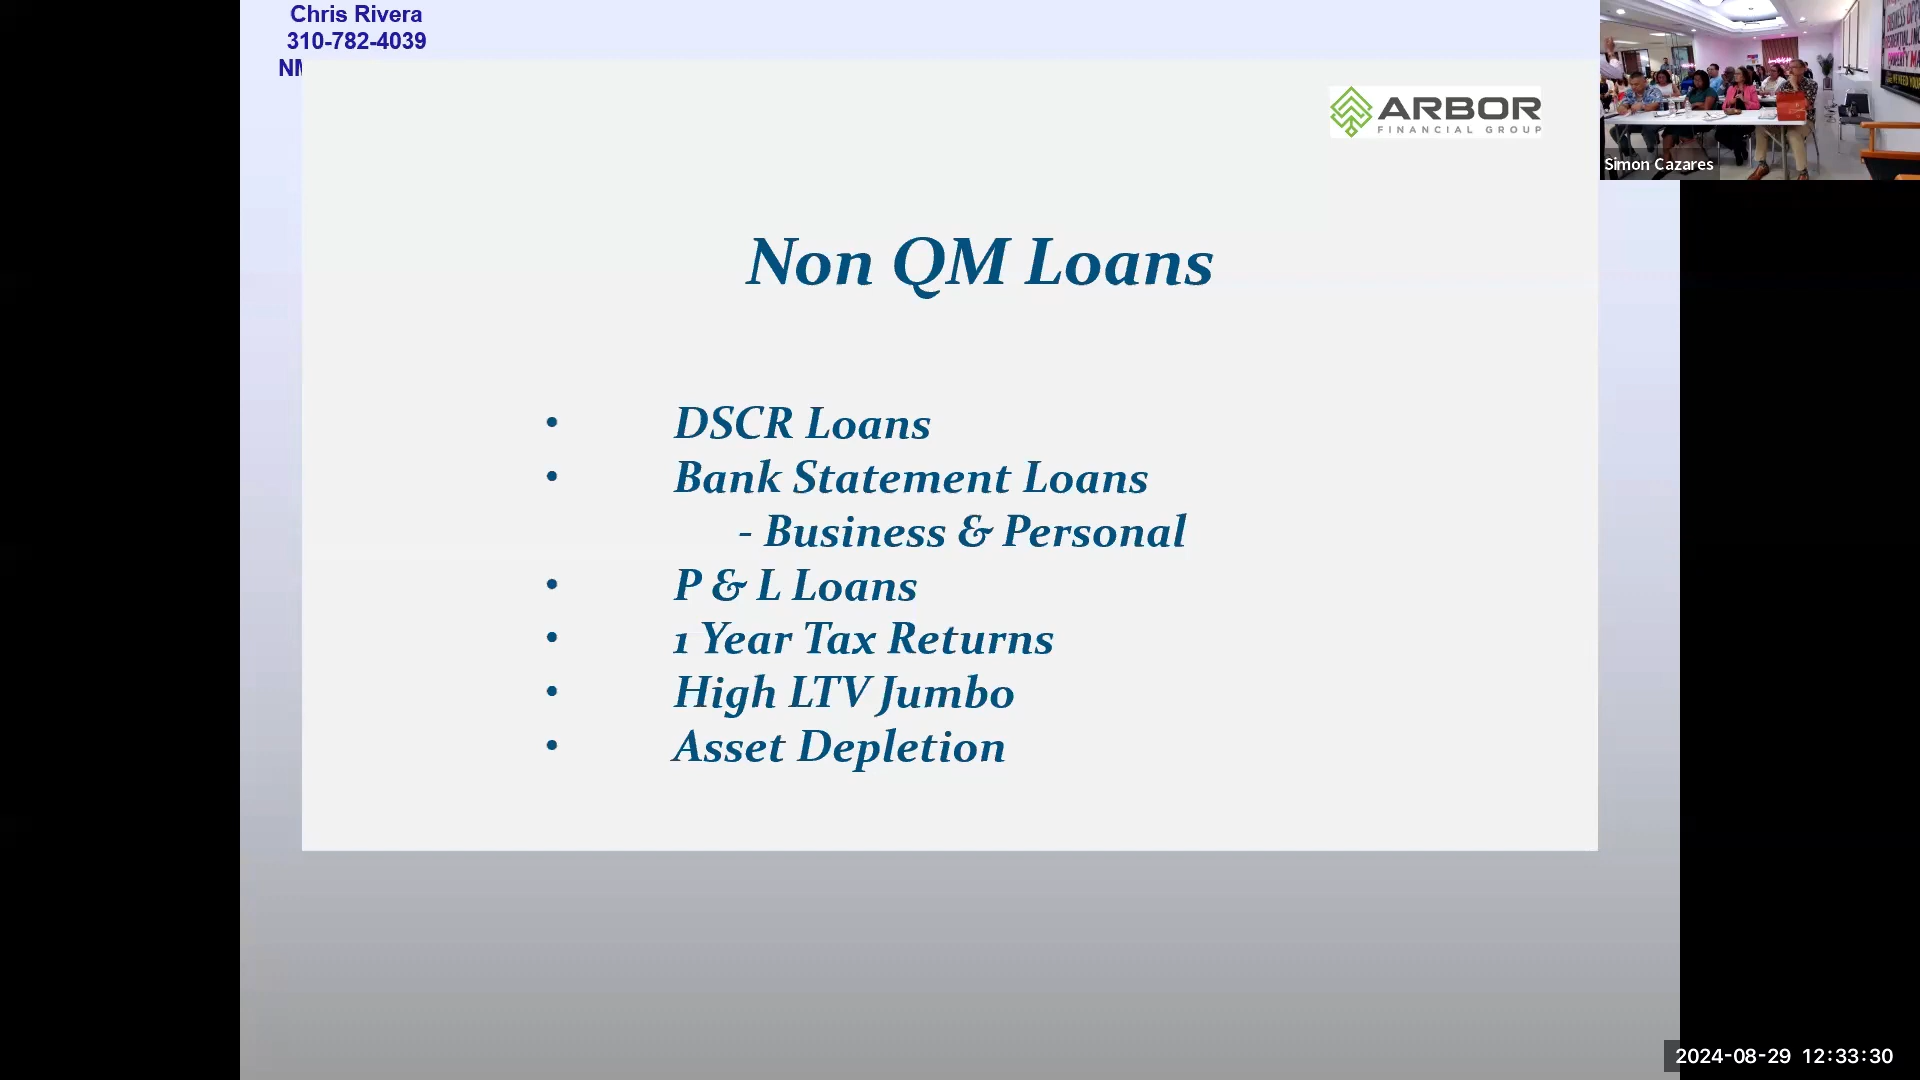 Chris Rivera
310-782-4039
ARBOR
FINANCIAL GROUP
Simon Cazares
Non QM Loans
• DSCR Loans
• Bank Statement Loans
- Business & Personal
• P & L Loans
• 1 Year Tax Returns
• High LTV Jumbo
• Asset Depletion
2024-08-29 12:33:30